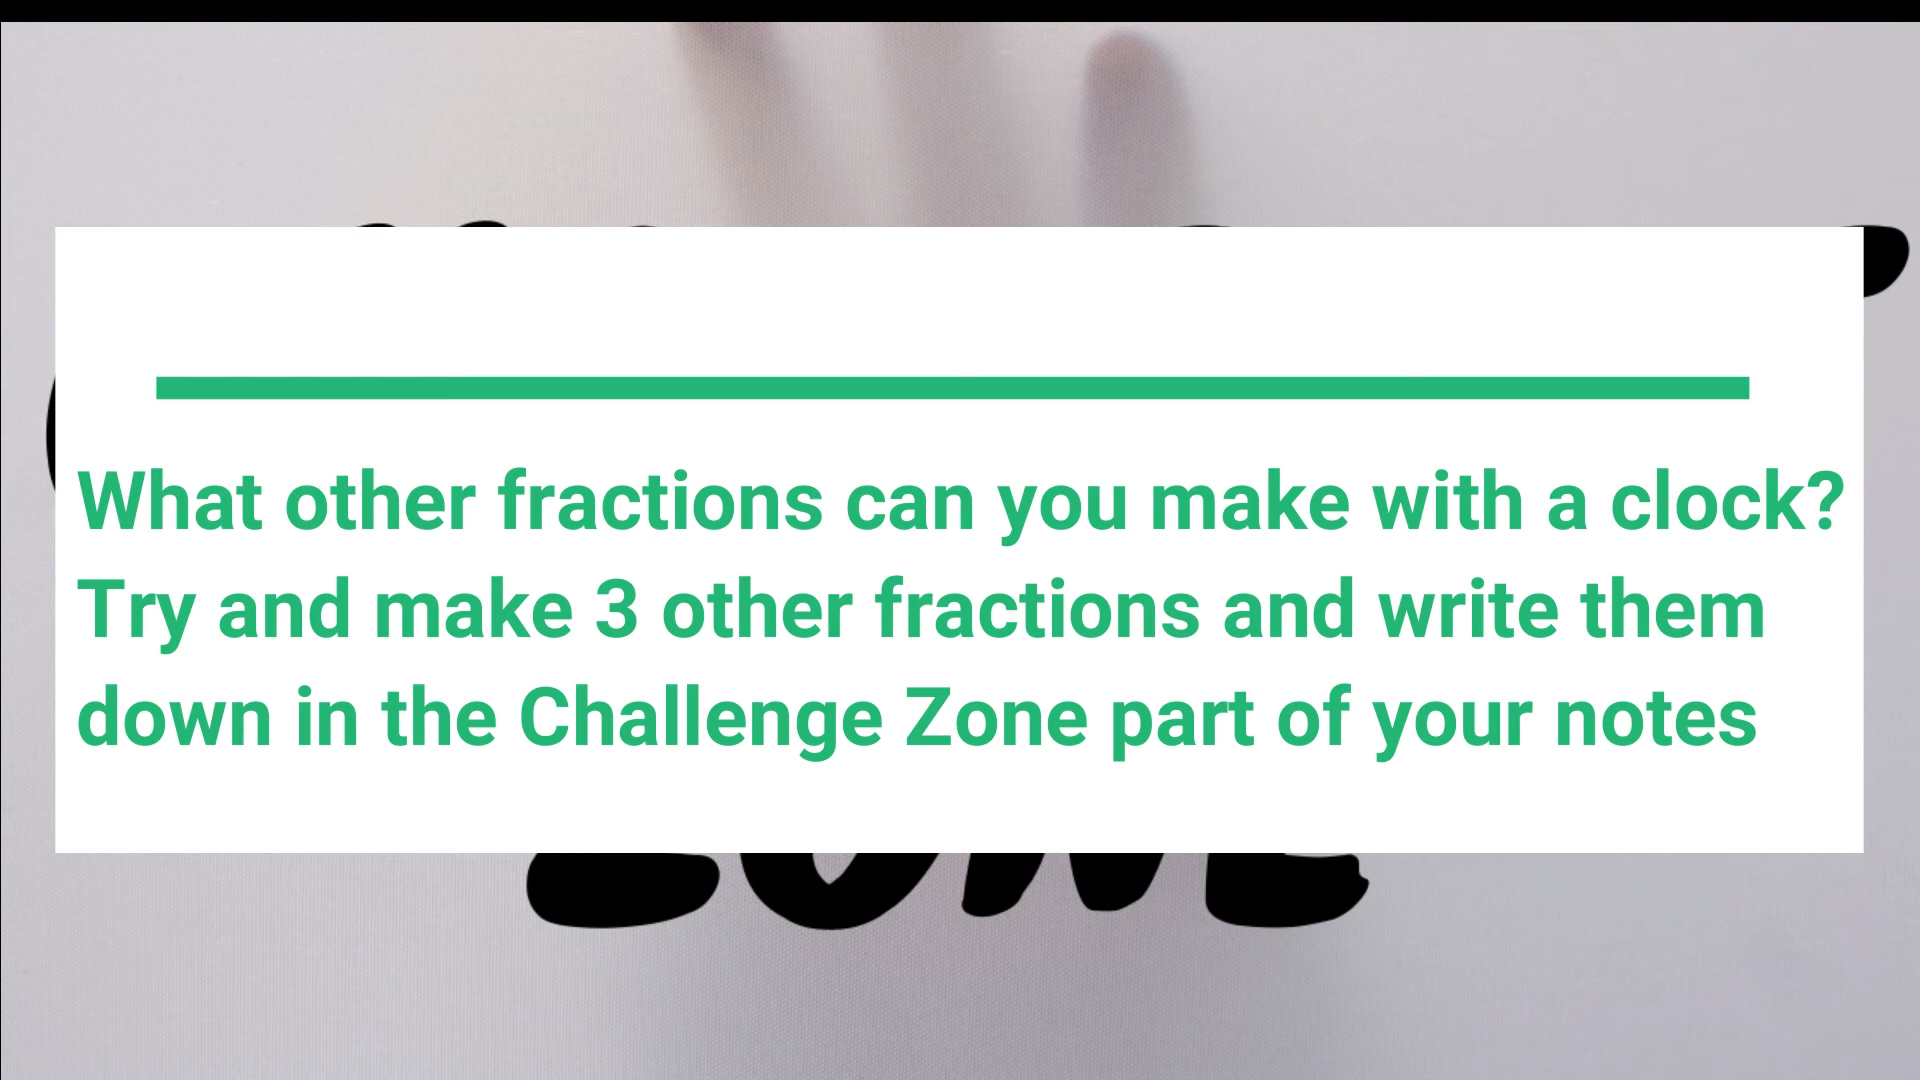 What other fractions can you make with a clock?
Try and make 3 other fractions and write them
down in the Challenge Zone part of your notes